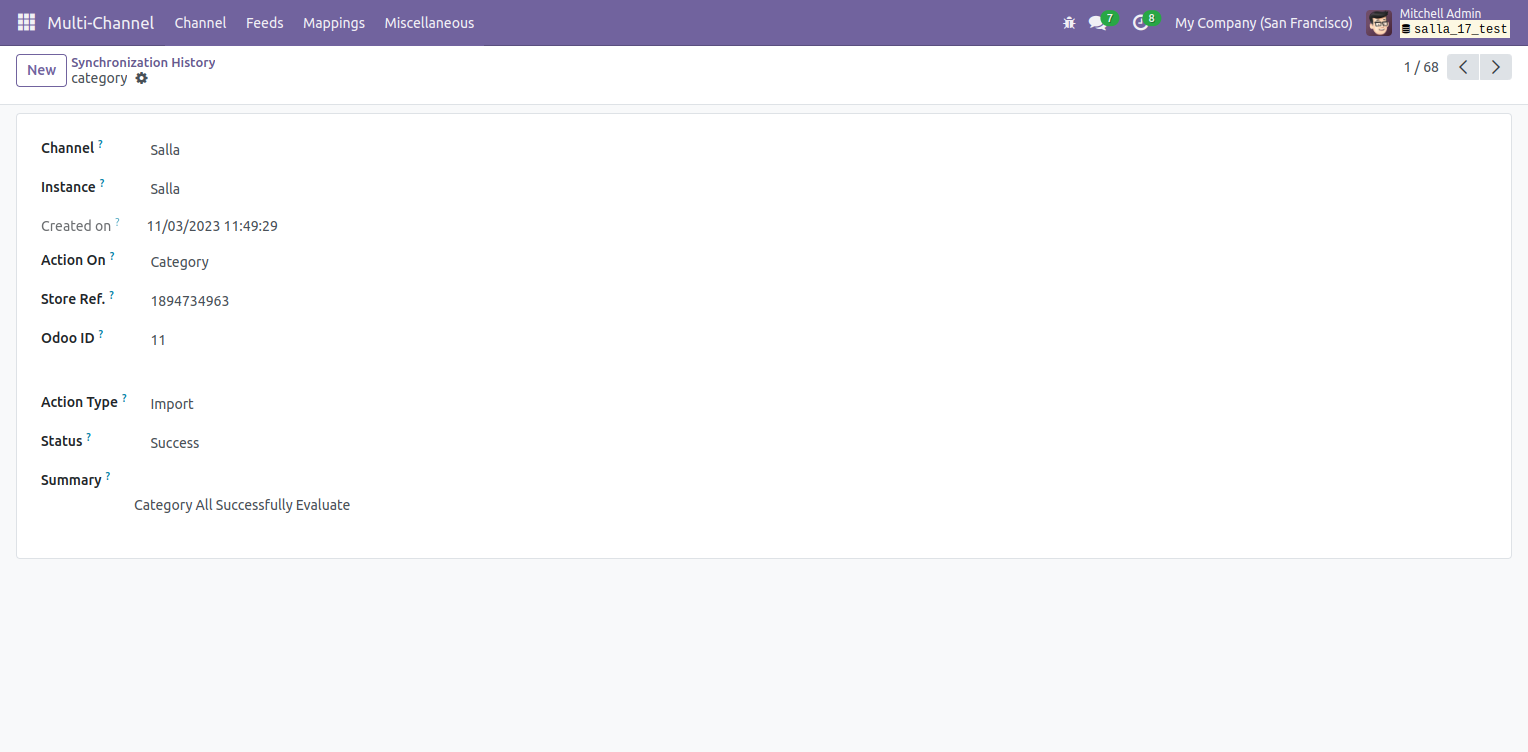 Multi-Channel Channel Feeds Mappings Miscellaneous 7 8 My Company (San Francisco) Mitchell Admin
salla_17_test
New Synchronization History
category 1 / 68
Channel ? Salla
Instance ? Salla
Created on ? 11/03/2023 11:49:29
Action On ? Category
Store Ref. ? 1894734963
Odoo ID ? 11
Action Type ? Import
Status ? Success
Summary ?
Category All Successfully Evaluate